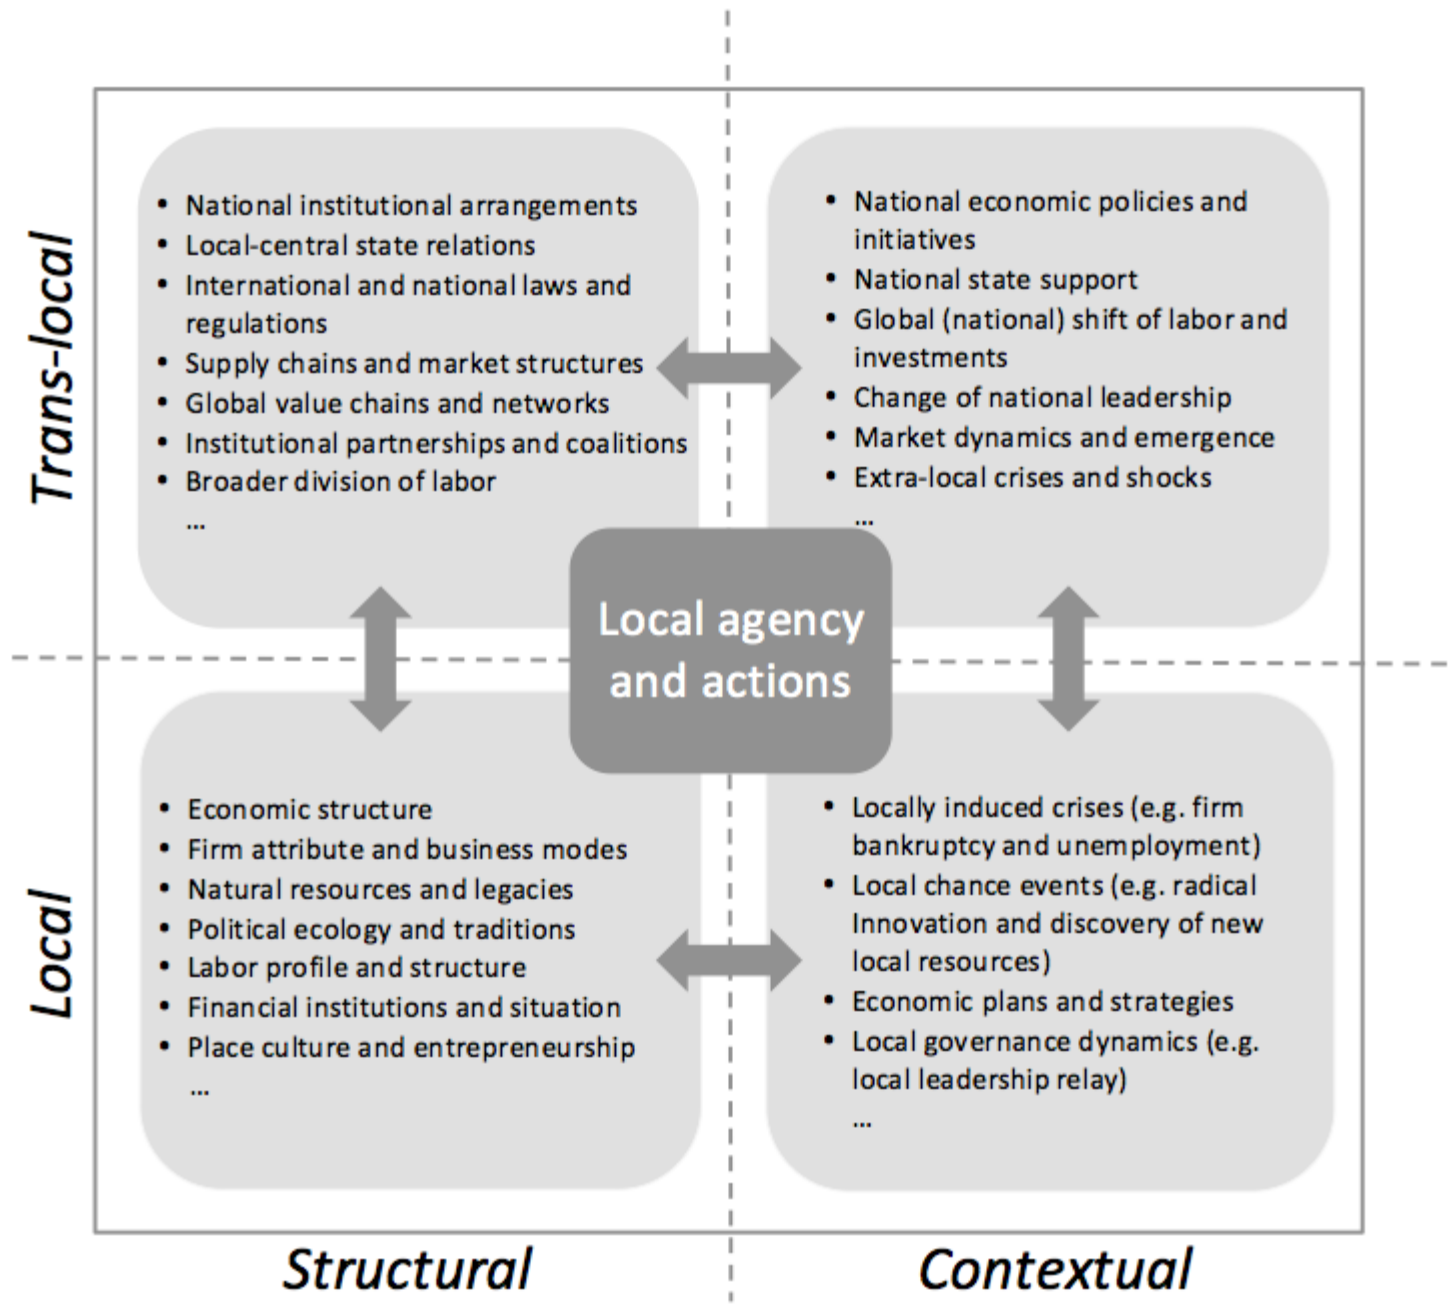 Trans-local
• National institutional arrangements
• Local-central state relations
• International and national laws and
regulations
• Supply chains and market structures
• Global value chains and networks
• Institutional partnerships and coalitions
• Broader division of labor
...
• National economic policies and
initiatives
• National state support
• Global (national) shift of labor and
investments
• Change of national leadership
• Market dynamics and emergence
• Extra-local crises and shocks
...
Local agency
and actions
Local
• Economic structure
• Firm attribute and business modes
• Natural resources and legacies
• Political ecology and traditions
• Labor profile and structure
• Financial institutions and situation
• Place culture and entrepreneurship
...
• Locally induced crises (e.g. firm
bankruptcy and unemployment)
• Local chance events (e.g. radical
Innovation and discovery of new
local resources)
• Economic plans and strategies
• Local governance dynamics (e.g.
local leadership relay)
...
Structural
Contextual